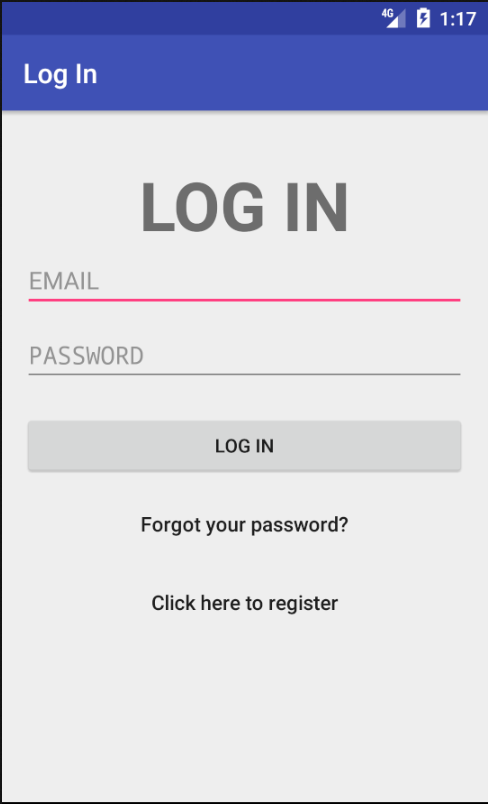 4G 1:17
Log In
LOG IN
EMAIL
PASSWORD
LOG IN
Forgot your password?
Click here to register